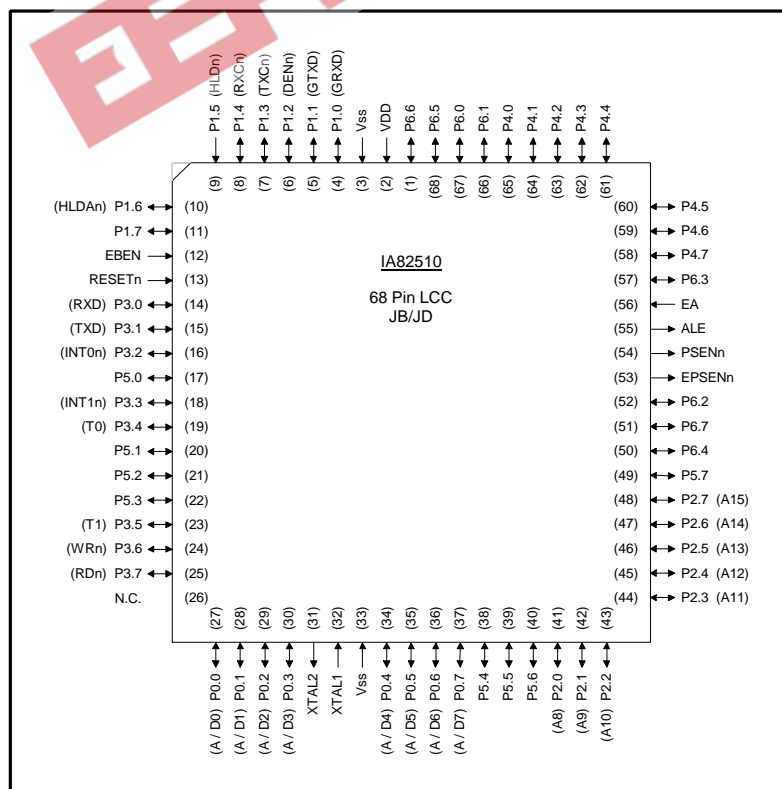 P1.5 (HLDn)
P1.4 (RXCn)
P1.3 (TXCn)
P1.2 (DENn)
P1.1 (GTXD)
P1.0 (GRXD)
Vss
VDD
P6.6
P6.5
P6.0
P6.1
P4.0
P4.1
P4.2
P4.3
P4.4
(9) (8) (7) (6) (5) (4) (3) (2) (1) (68) (67) (66) (65) (64) (63) (62) (61)
(HLDAn) P1.6 (10)
P1.7 (11)
EBEN (12)
RESETn (13)
(RXD) P3.0 (14)
(TXD) P3.1 (15)
(INT0n) P3.2 (16)
P5.0 (17)
(INT1n) P3.3 (18)
(T0) P3.4 (19)
P5.1 (20)
P5.2 (21)
P5.3 (22)
(T1) P3.5 (23)
(WRn) P3.6 (24)
(RDn) P3.7 (25)
N.C. (26)
IA82510
68 Pin LCC
JB/JD
(60) P4.5
(59) P4.6
(58) P4.7
(57) P6.3
(56) EA
(55) ALE
(54) PSENn
(53) EPSENn
(52) P6.2
(51) P6.7
(50) P6.4
(49) P5.7
(48) P2.7 (A15)
(47) P2.6 (A14)
(46) P2.5 (A13)
(45) P2.4 (A12)
(44) P2.3 (A11)
(27) (28) (29) (30) (31) (32) (33) (34) (35) (36) (37) (38) (39) (40) (41) (42) (43)
(A / D0) P0.0
(A / D1) P0.1
(A / D2) P0.2
(A / D3) P0.3
XTAL2
XTAL1
Vss
(A / D4) P0.4
(A / D5) P0.5
(A / D6) P0.6
(A / D7) P0.7
P5.4
P5.5
P5.6
(A8) P2.0
(A9) P2.1
(A10) P2.2